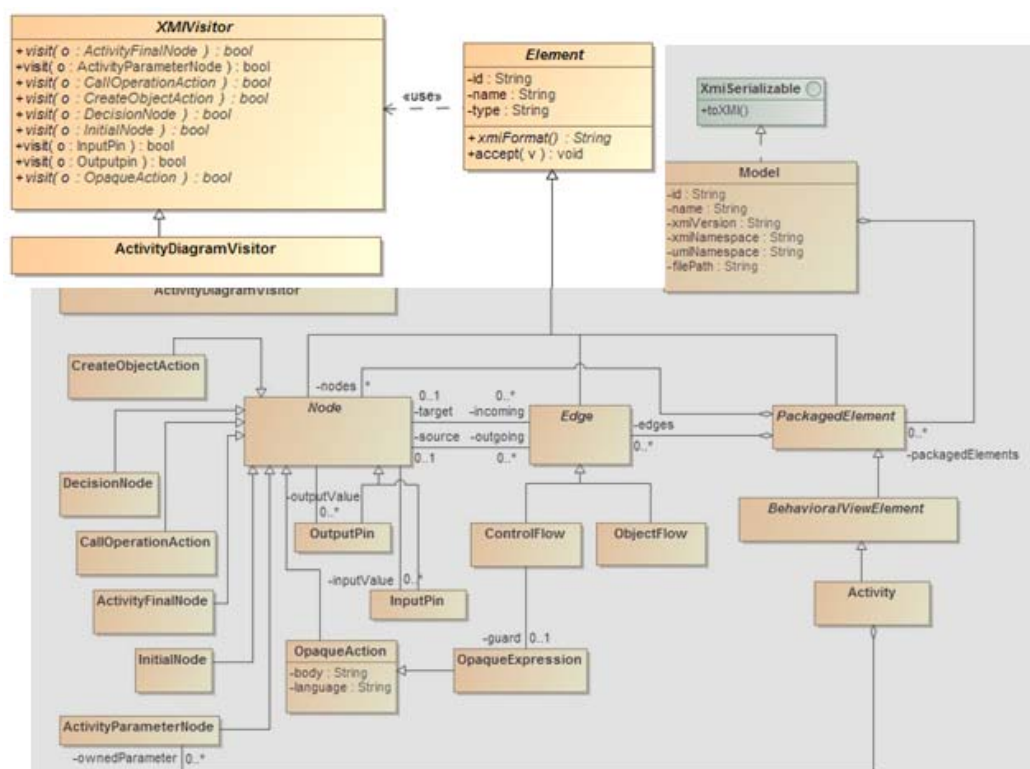 XMIVisitor
+visit( o : ActivityFinalNode ) : bool
+visit( o : ActivityParameterNode ) : bool
+visit( o : CallOperationAction ) : bool
+visit( o : CreateObjectAction ) : bool
+visit( o : DecisionNode ) : bool
+visit( o : InitialNode ) : bool
+visit( o : InputPin ) : bool
+visit( o : Outputpin ) : bool
+visit( o : OpaqueAction ) : bool
ActivityDiagramVisitor
«use»
Element
-id : String
-name : String
-type : String
+xmiFormat() : String
+accept( v ) : void
XmiSerializable
+toXMI()
Model
-id : String
-name : String
-xmiVersion : String
-xmiNamespace : String
-umlNamespace : String
-filePath : String
ActivityDiagramVisitor
CreateObjectAction
-nodes *
Node
0..1 0..*
-target -incoming
-source -outgoing
0..1 0..*
Edge
-edges
0..*
PackagedElement
0..*
-packagedElements
DecisionNode
-outputValue
0..*
OutputPin
ControlFlow
ObjectFlow
BehavioralViewElement
CallOperationAction
-inputValue 0..*
InputPin
Activity
ActivityFinalNode
-guard 0..1
InitialNode
OpaqueAction
-body : String
-language : String
OpaqueExpression
ActivityParameterNode
-ownedParameter 0..*